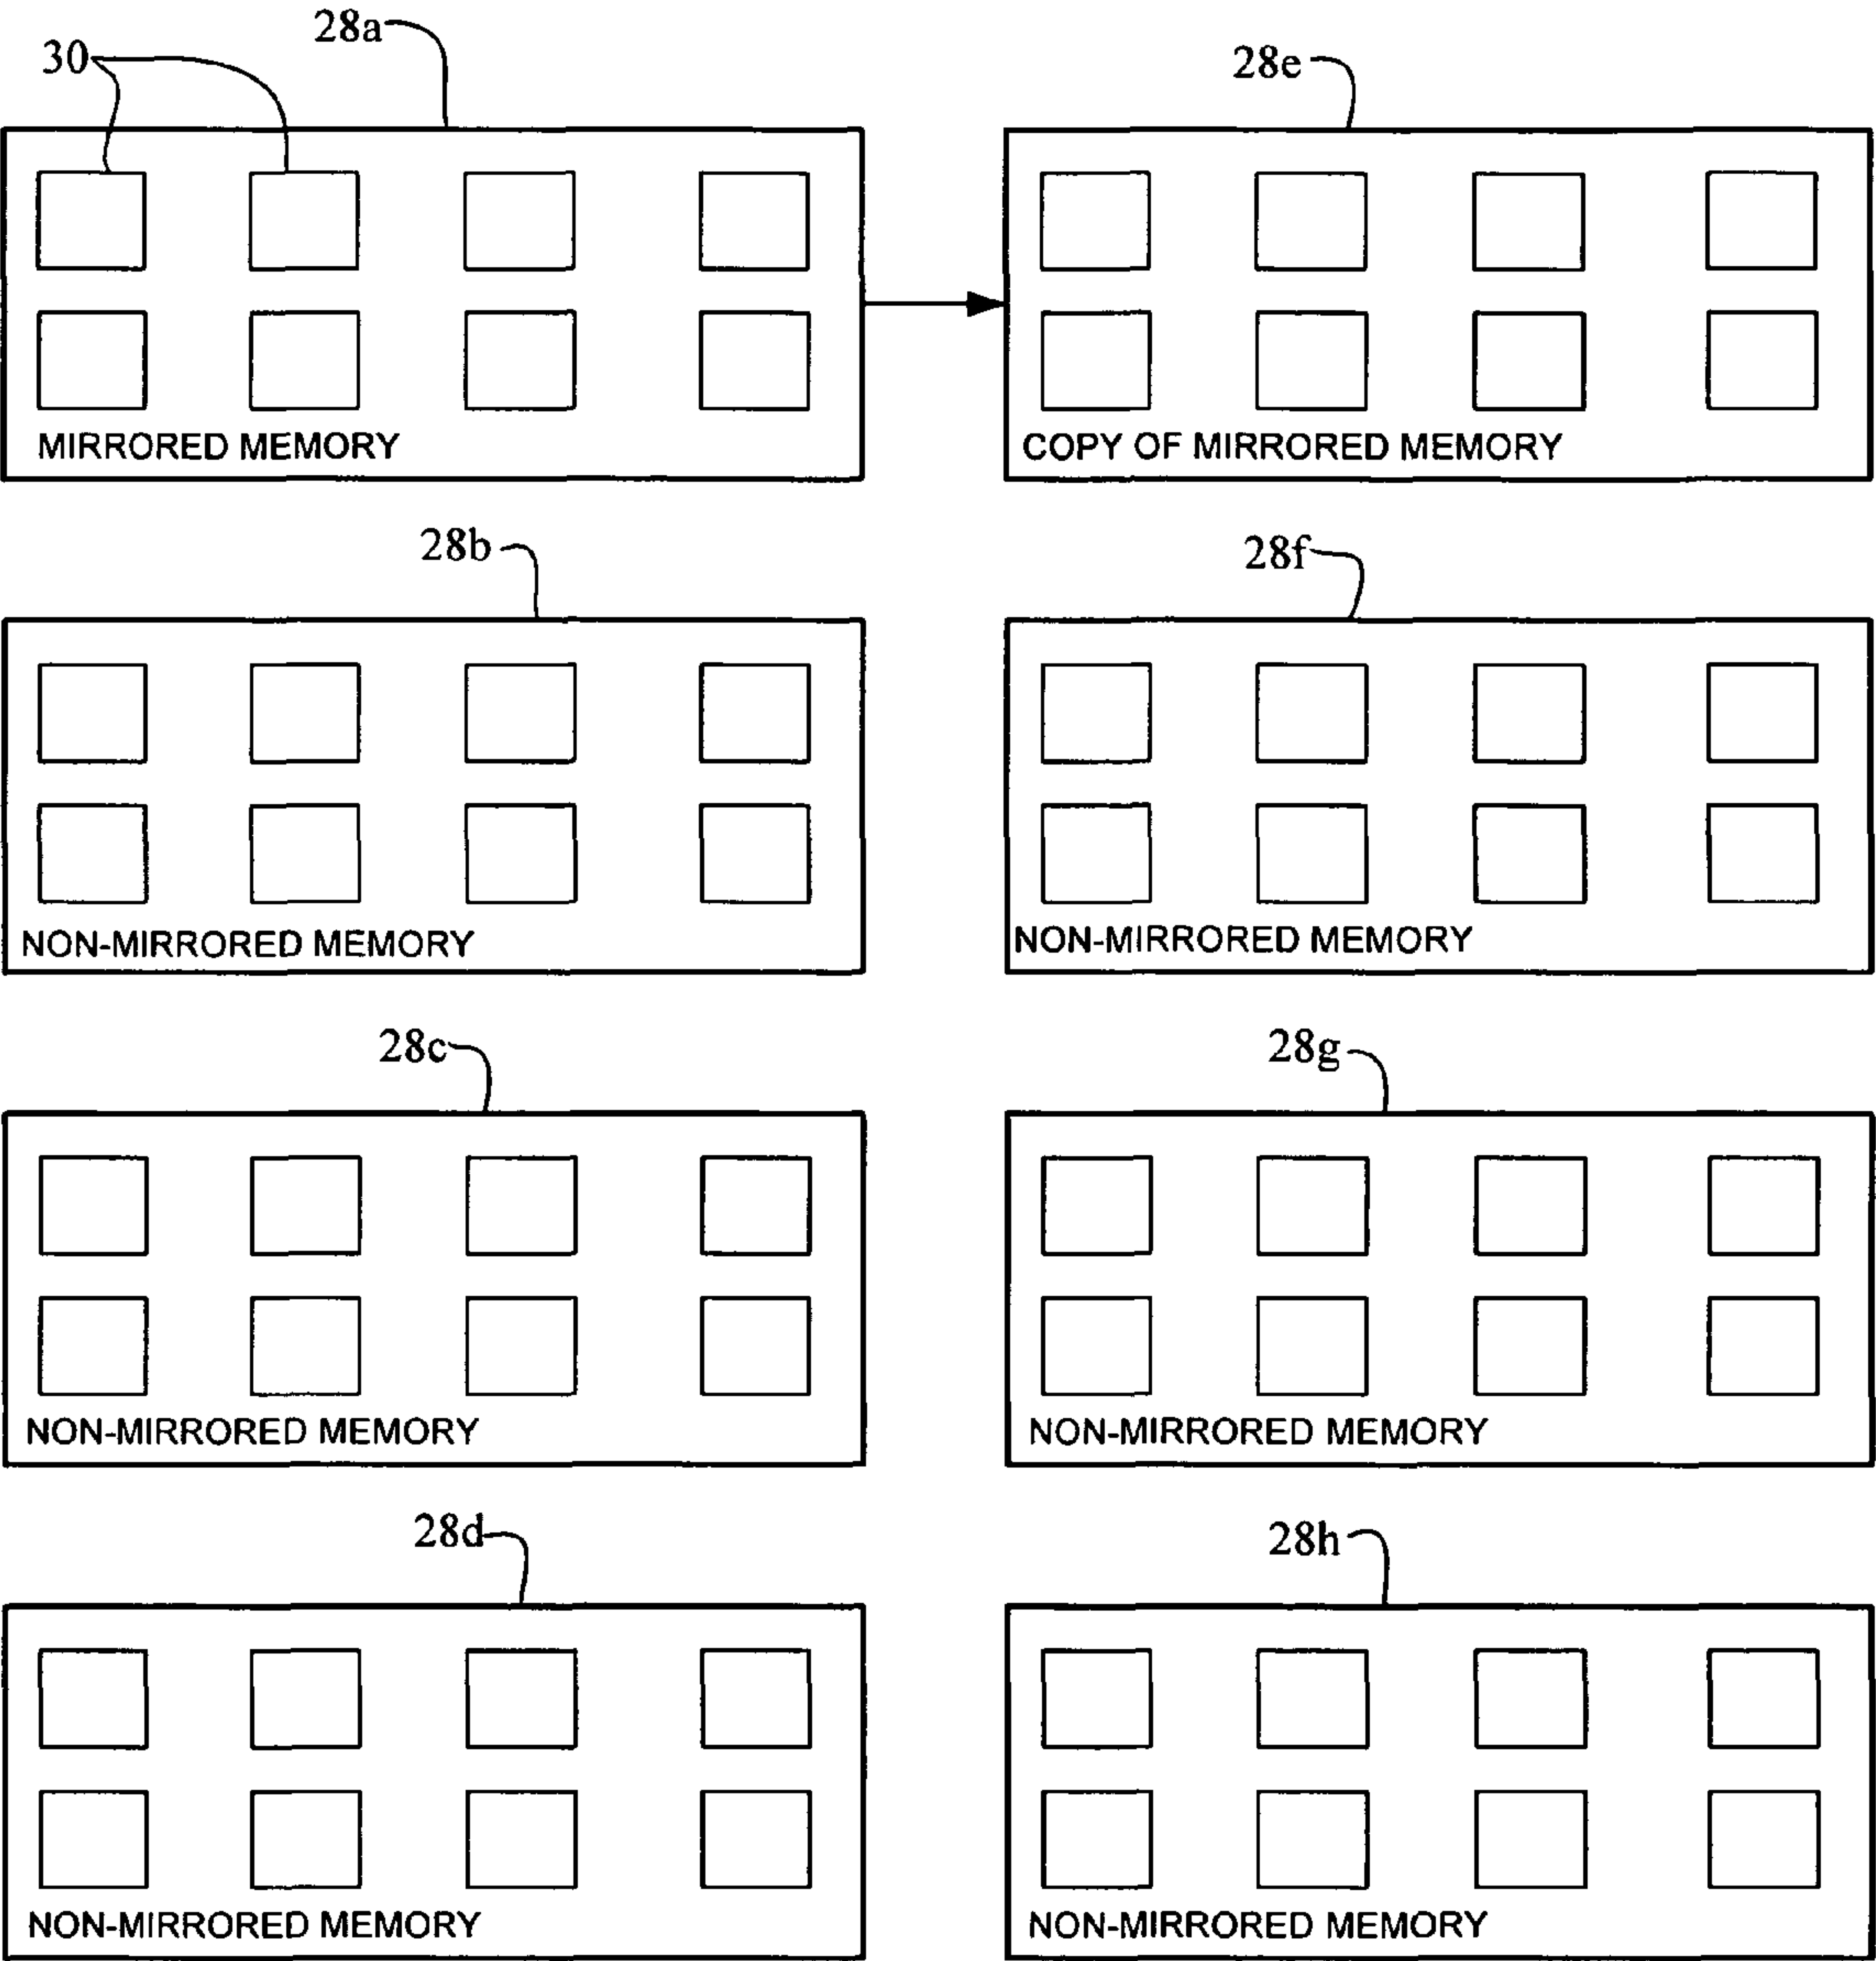 28a
30
28e
MIRRORED MEMORY
COPY OF MIRRORED MEMORY
28b
28f
NON-MIRRORED MEMORY
NON-MIRRORED MEMORY
28c
28g
NON-MIRRORED MEMORY
NON-MIRRORED MEMORY
28d
28h
NON-MIRRORED MEMORY
NON-MIRRORED MEMORY